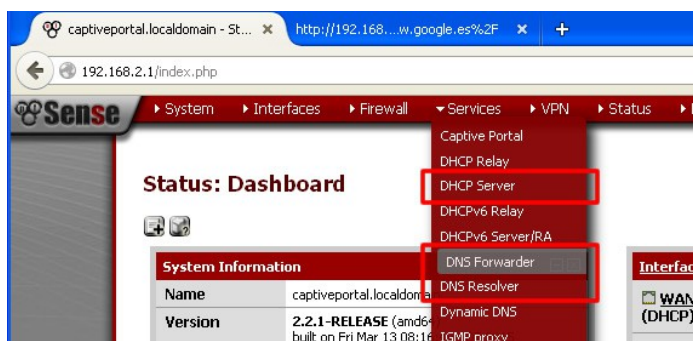 captiveportal.localdomain - St...
http://192.168....w.google.es%2F
192.168.2.1/index.php
Sense
System Interfaces Firewall Services VPN Status
Captive Portal
DHCP Relay
DHCP Server
DHCPv6 Relay
DHCPv6 Server/RA
DNS Forwarder
DNS Resolver
Dynamic DNS
IGMP proxy
Status: Dashboard
System Information
Name captiveportal.localdoma
Version 2.2.1-RELEASE (amd64
built on Fri Mar 13 08:16
Interfac
WAN
(DHCP)